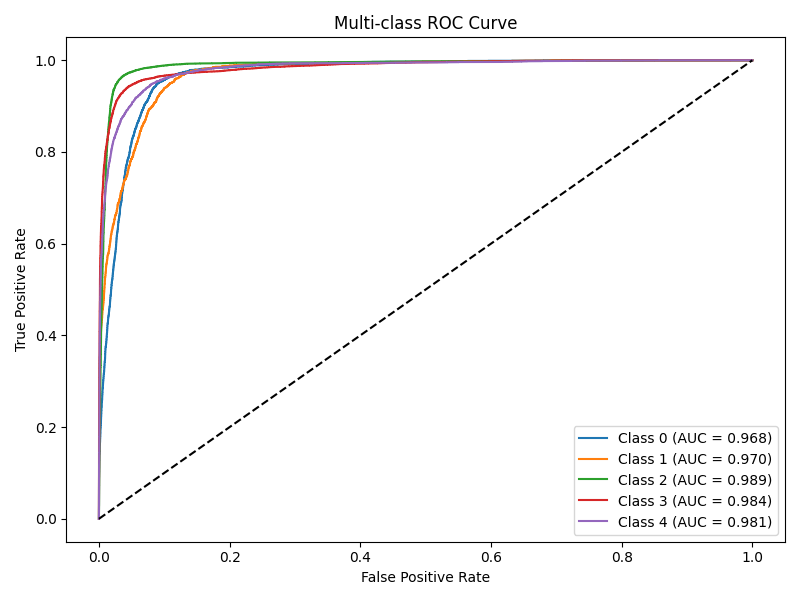 Multi-class ROC Curve
True Positive Rate
1.0
0.8
0.6
0.4
0.2
0.0
Class 0 (AUC = 0.968)
Class 1 (AUC = 0.970)
Class 2 (AUC = 0.989)
Class 3 (AUC = 0.984)
Class 4 (AUC = 0.981)
0.0 0.2 0.4 0.6 0.8 1.0
False Positive Rate